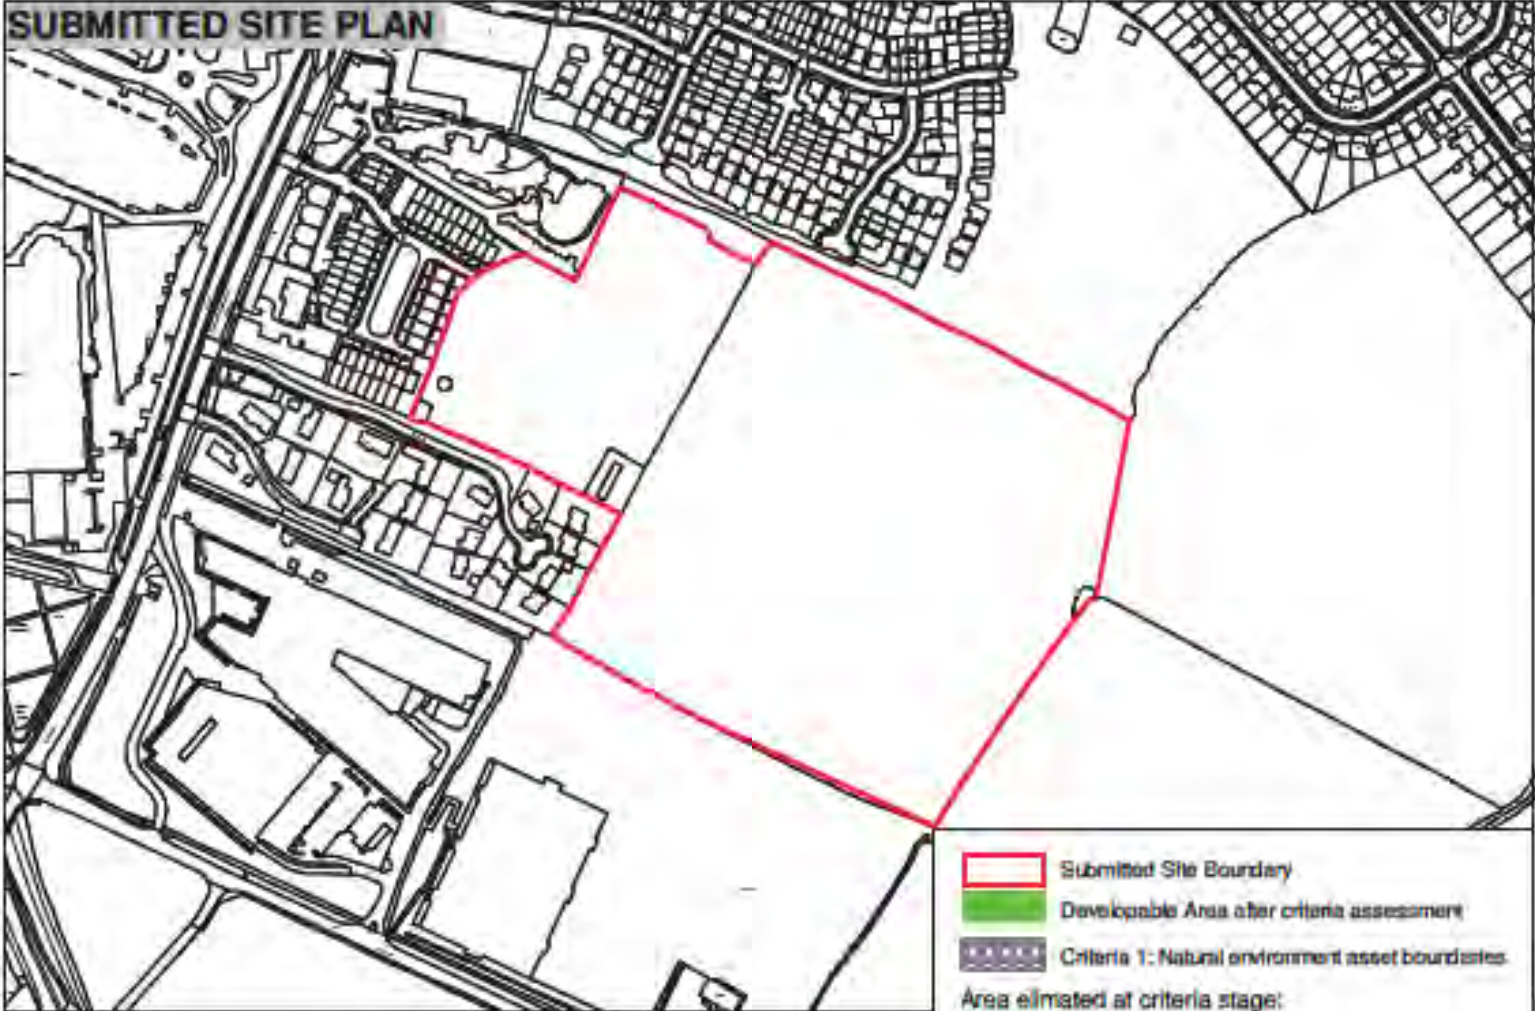 SUBMITTED SITE PLAN
Submitted Site Boundary
Developable Area after criteria assessment
Criteria 1: Natural environment asset boundaries
Area elimated at criteria stage: